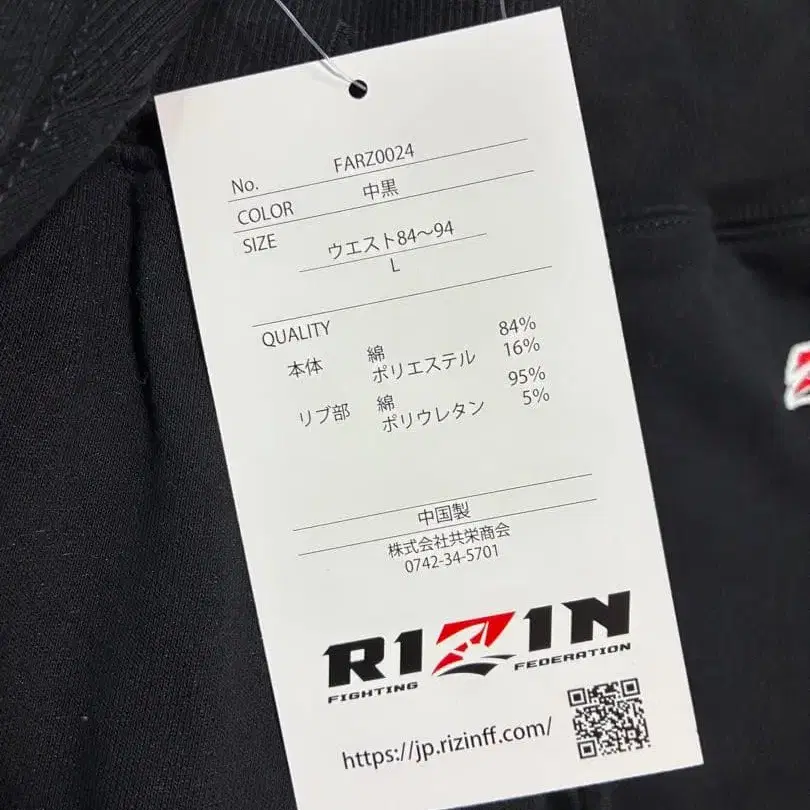 No. FARZ0024
COLOR 中黒
SIZE ウエスト84〜94
L
QUALITY
本体 綿 84%
ポリエステル 16%
リブ部 綿 95%
ポリウレタン 5%
中国製
株式会社共栄商会
0742-34-5701
RIZIN
FIGHTING FEDERATION
https://jp.rizinff.com/